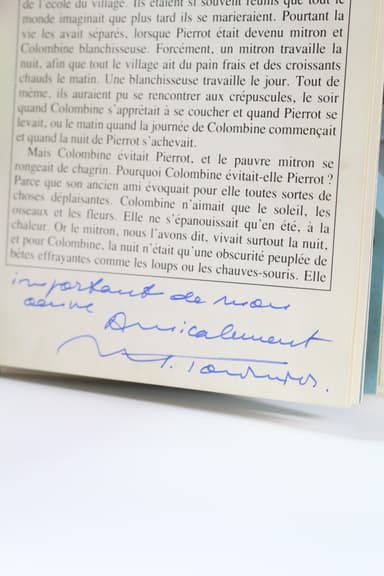 de l'école du village. Ils étaient si souvent réunis que tout le
monde imaginait que plus tard ils se marieraient. Pourtant la
vie les avait séparés, lorsque Pierrot était devenu mitron et
Colombine blanchisseuse. Forcément, un mitron travaille la
nuit, afin que tout le village ait du pain frais et des croissants
chauds le matin. Une blanchisseuse travaille le jour. Tout de
même, ils auraient pu se rencontrer aux crépuscules, le soir
quand Colombine s'apprêtait à se coucher et quand Pierrot se
levait, ou le matin quand la journée de Colombine commençait
et quand la nuit de Pierrot s'achevait.
Mais Colombine évitait Pierrot, et le pauvre mitron se
rongeait de chagrin. Pourquoi Colombine évitait-elle Pierrot ?
Parce que son ancien ami évoquait pour elle toutes sortes de
choses déplaisantes. Colombine n'aimait que le soleil, les
oiseaux et les fleurs. Elle ne s'épanouissait qu'en été, à la
chaleur. Or le mitron, nous l'avons dit, vivait surtout la nuit,
et pour Colombine, la nuit n'était qu'une obscurité peuplée de
bêtes effrayantes comme les loups ou les chauves-souris. Elle
important de mon
œuvre Amicalement
M. Tournier.